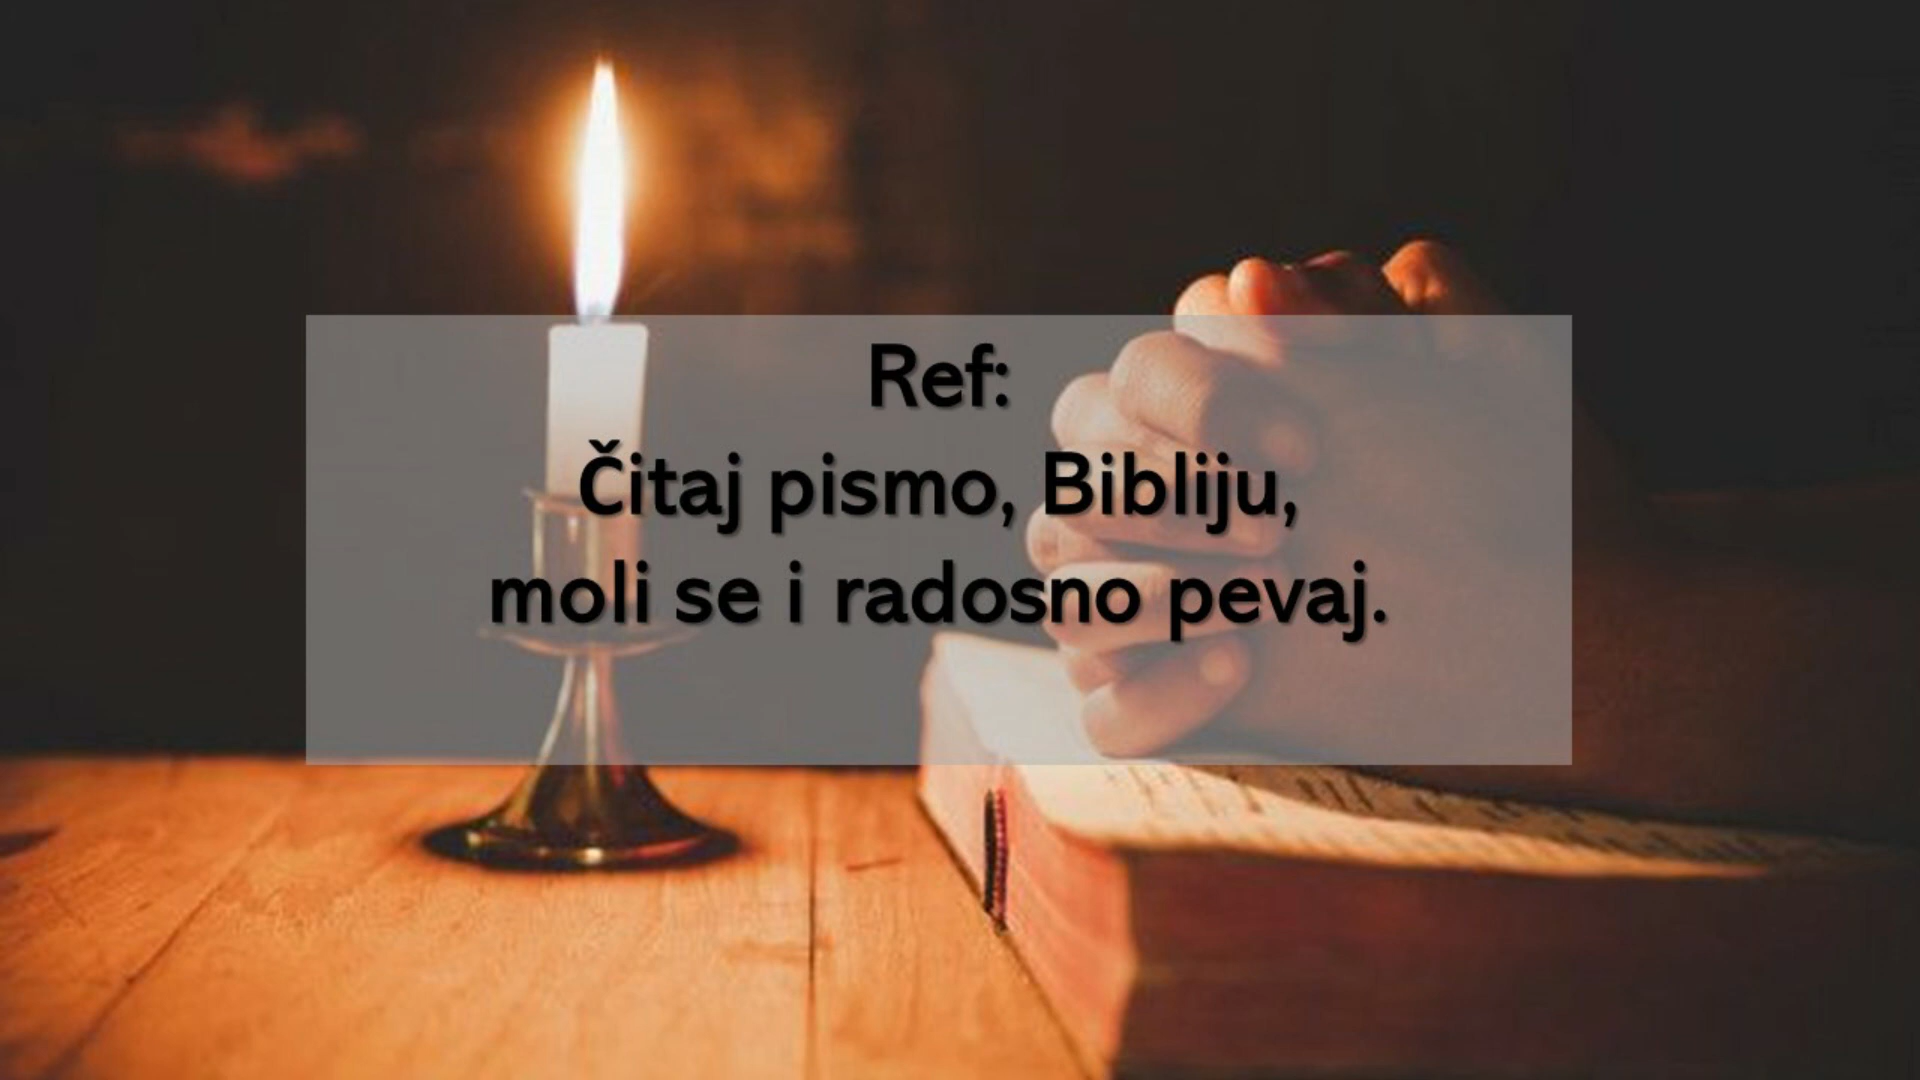 Ref:
Čitaj pismo, Bibliju,
moli se i radosno pevaj.